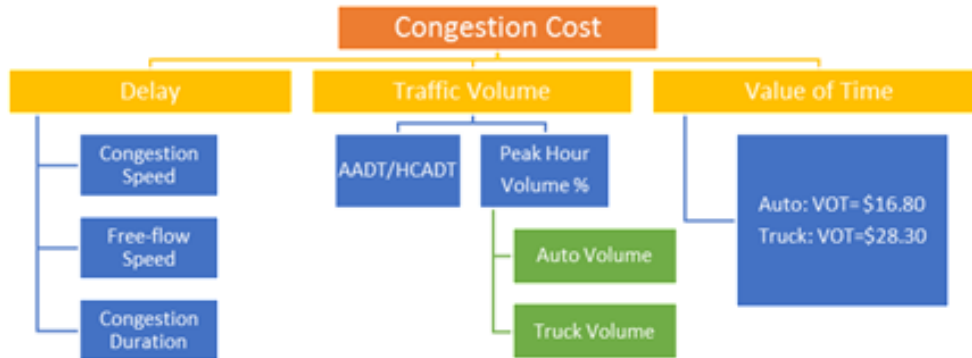 Congestion Cost
Delay
Traffic Volume
Value of Time
Congestion
Speed
Free-flow
Speed
Congestion
Duration
AADT/HCADT
Peak Hour
Volume %
Auto Volume
Truck Volume
Auto: VOT= $16.80
Truck: VOT=$28.30